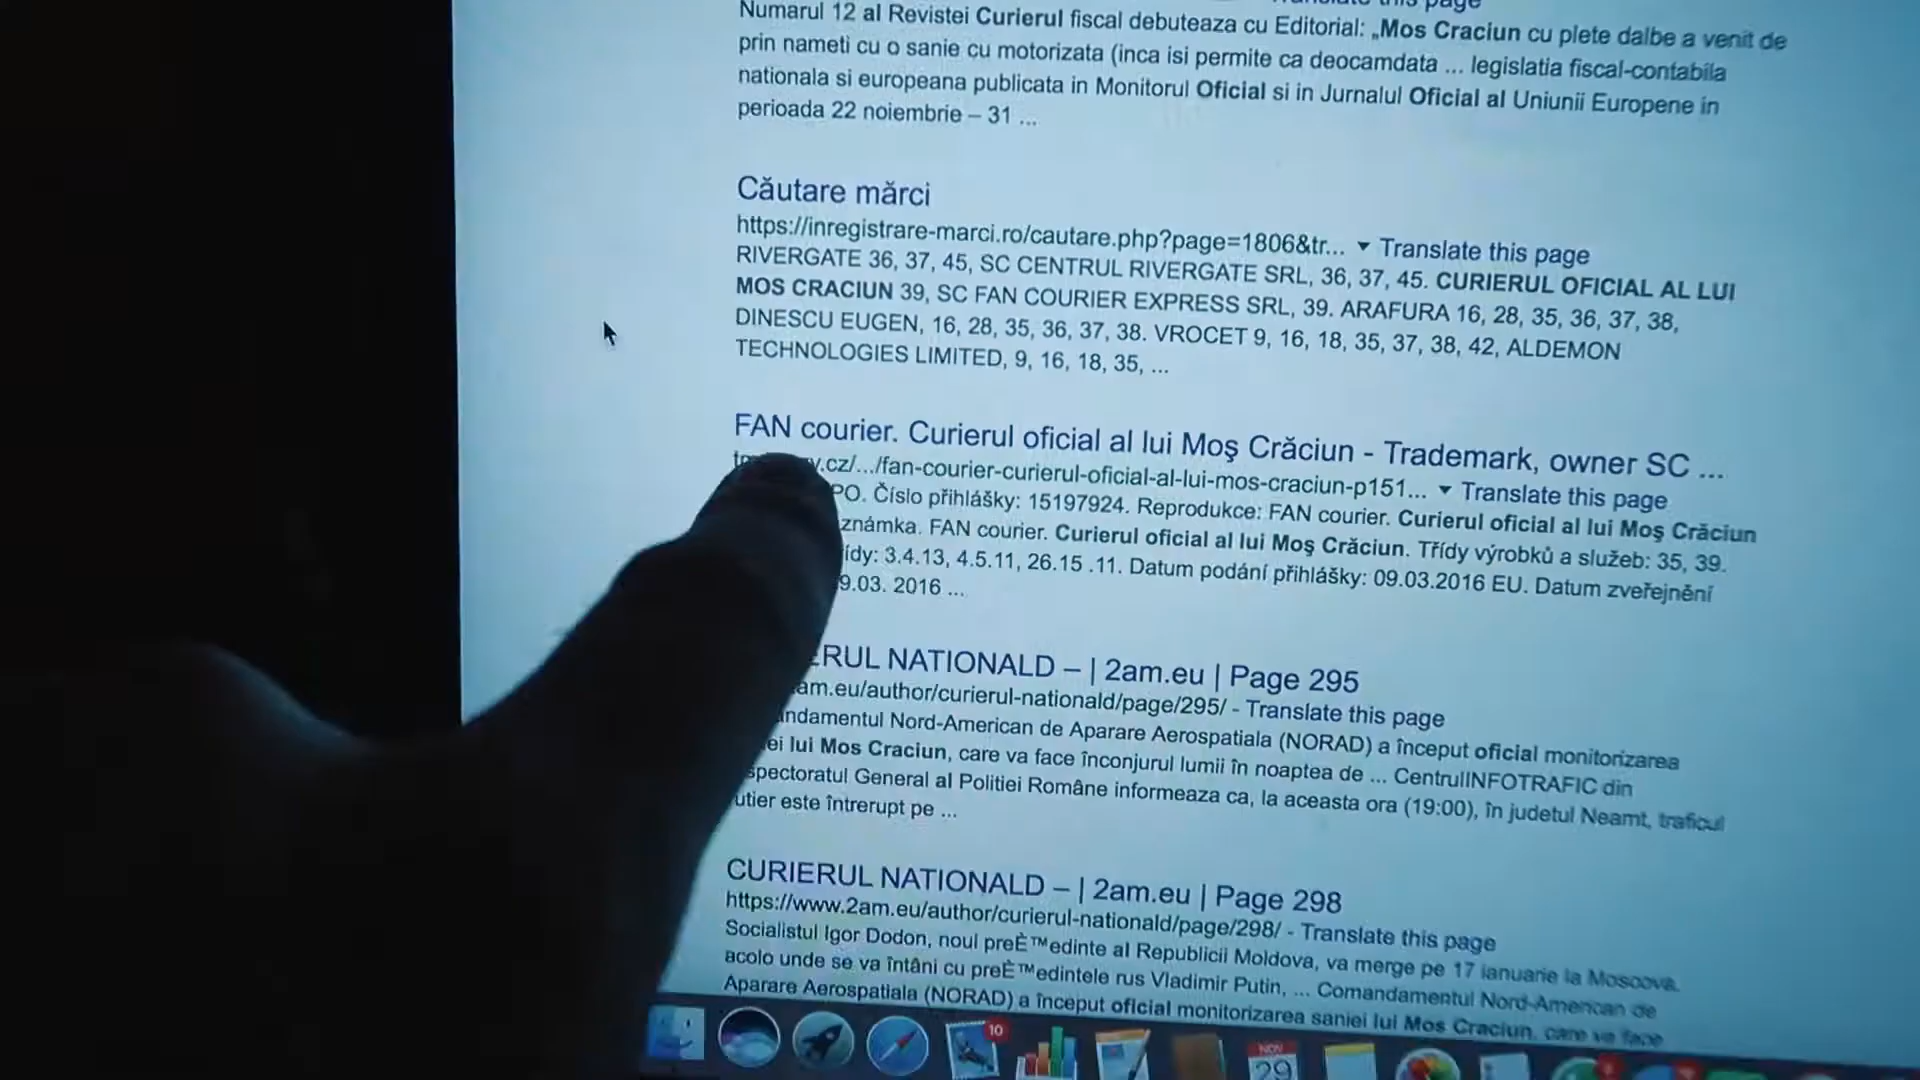 Translate this page
Numarul 12 al Revistei Curierul fiscal debuteaza cu Editorial: „Mos Craciun cu plete dalbe a venit de
prin nameti cu o sanie cu motorizata (inca isi permite ca deocamdata ... legislatia fiscal-contabila
nationala si europeana publicata in Monitorul Oficial si in Jurnalul Oficial al Uniunii Europene in
perioada 22 noiembrie – 31 ...
Căutare mărci
https://inregistrare-marci.ro/cautare.php?page=1806&tr... ▼ Translate this page
RIVERGATE 36, 37, 45, SC CENTRUL RIVERGATE SRL, 36, 37, 45. CURIERUL OFICIAL AL LUI
MOS CRACIUN 39, SC FAN COURIER EXPRESS SRL, 39. ARAFURA 16, 28, 35, 36, 37, 38,
DINESCU EUGEN, 16, 28, 35, 36, 37, 38. VROCET 9, 16, 18, 35, 37, 38, 42, ALDEMON
TECHNOLOGIES LIMITED, 9, 16, 18, 35, ...
FAN courier. Curierul oficial al lui Moş Crăciun - Trademark, owner SC ...
.cz/.../fan-courier-curierul-oficial-al-lui-mos-craciun-p151... ▼ Translate this page
PO. Číslo přihlášky: 15197924. Reprodukce: FAN courier. Curierul oficial al lui Moş Crăciun
známka. FAN courier. Curierul oficial al lui Moş Crăciun. Třídy výrobků a služeb: 35, 39.
ídy: 3.4.13, 4.5.11, 26.15 .11. Datum podání přihlášky: 09.03.2016 EU. Datum zveřejnění
9.03. 2016 ...
ERUL NATIONALD – | 2am.eu | Page 295
am.eu/author/curierul-nationald/page/295/ - Translate this page
ndamentul Nord-American de Aparare Aerospatiala (NORAD) a început oficial monitorizarea
ei lui Mos Craciun, care va face înconjurul lumii în noaptea de ... CentrulINFOTRAFIC din
spectoratul General al Politiei Române informeaza ca, la aceasta ora (19:00), în judetul Neamt, traficul
utier este întrerupt pe ...
CURIERUL NATIONALD – | 2am.eu | Page 298
https://www.2am.eu/author/curierul-nationald/page/298/ - Translate this page
Socialistul Igor Dodon, noul preÈ™edinte al Republicii Moldova, va merge pe 17 ianuarie la Moscova.
acolo unde se va întâni cu preÈ™edintele rus Vladimir Putin, ... Comandamentul Nord-American de
Aparare Aerospatiala (NORAD) a început oficial monitorizarea saniei lui Mos Craciun, care va face
10
NOV
29